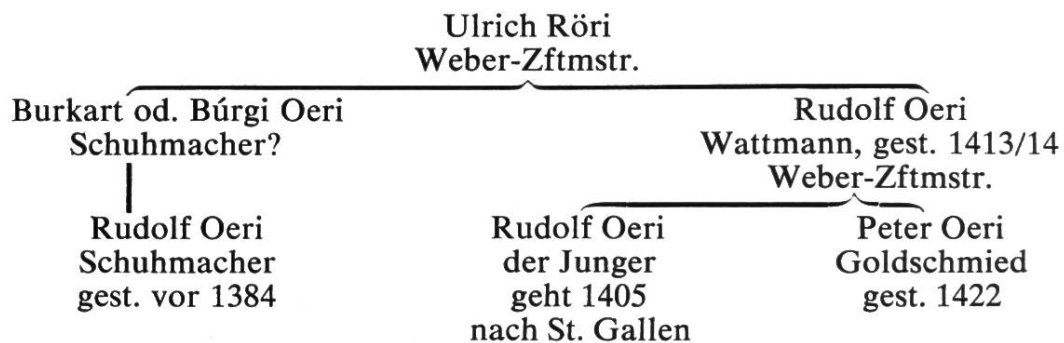 Ulrich Röri
Weber-Zftmstr.
Burkart od. Búrgi Oeri
Schuhmacher?
Rudolf Oeri
Wattmann, gest. 1413/14
Weber-Zftmstr.
Rudolf Oeri
Schuhmacher
gest. vor 1384
Rudolf Oeri
der Junger
geht 1405
nach St. Gallen
Peter Oeri
Goldschmied
gest. 1422